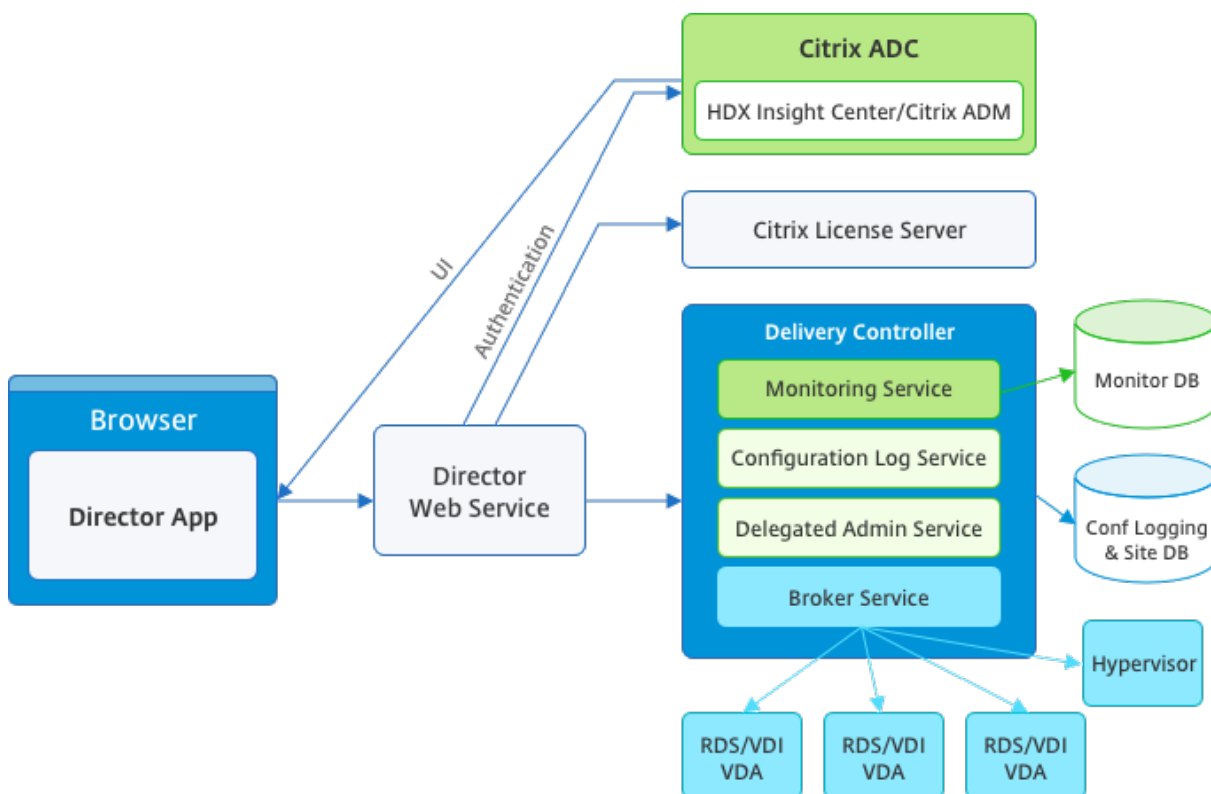 Citrix ADC
HDX Insight Center/Citrix ADM
UI
Authentication
Citrix License Server
Delivery Controller
Monitoring Service
Configuration Log Service
Delegated Admin Service
Broker Service
Monitor DB
Conf Logging
& Site DB
Browser
Director App
Director
Web Service
Hypervisor
RDS/VDI
VDA
RDS/VDI
VDA
RDS/VDI
VDA